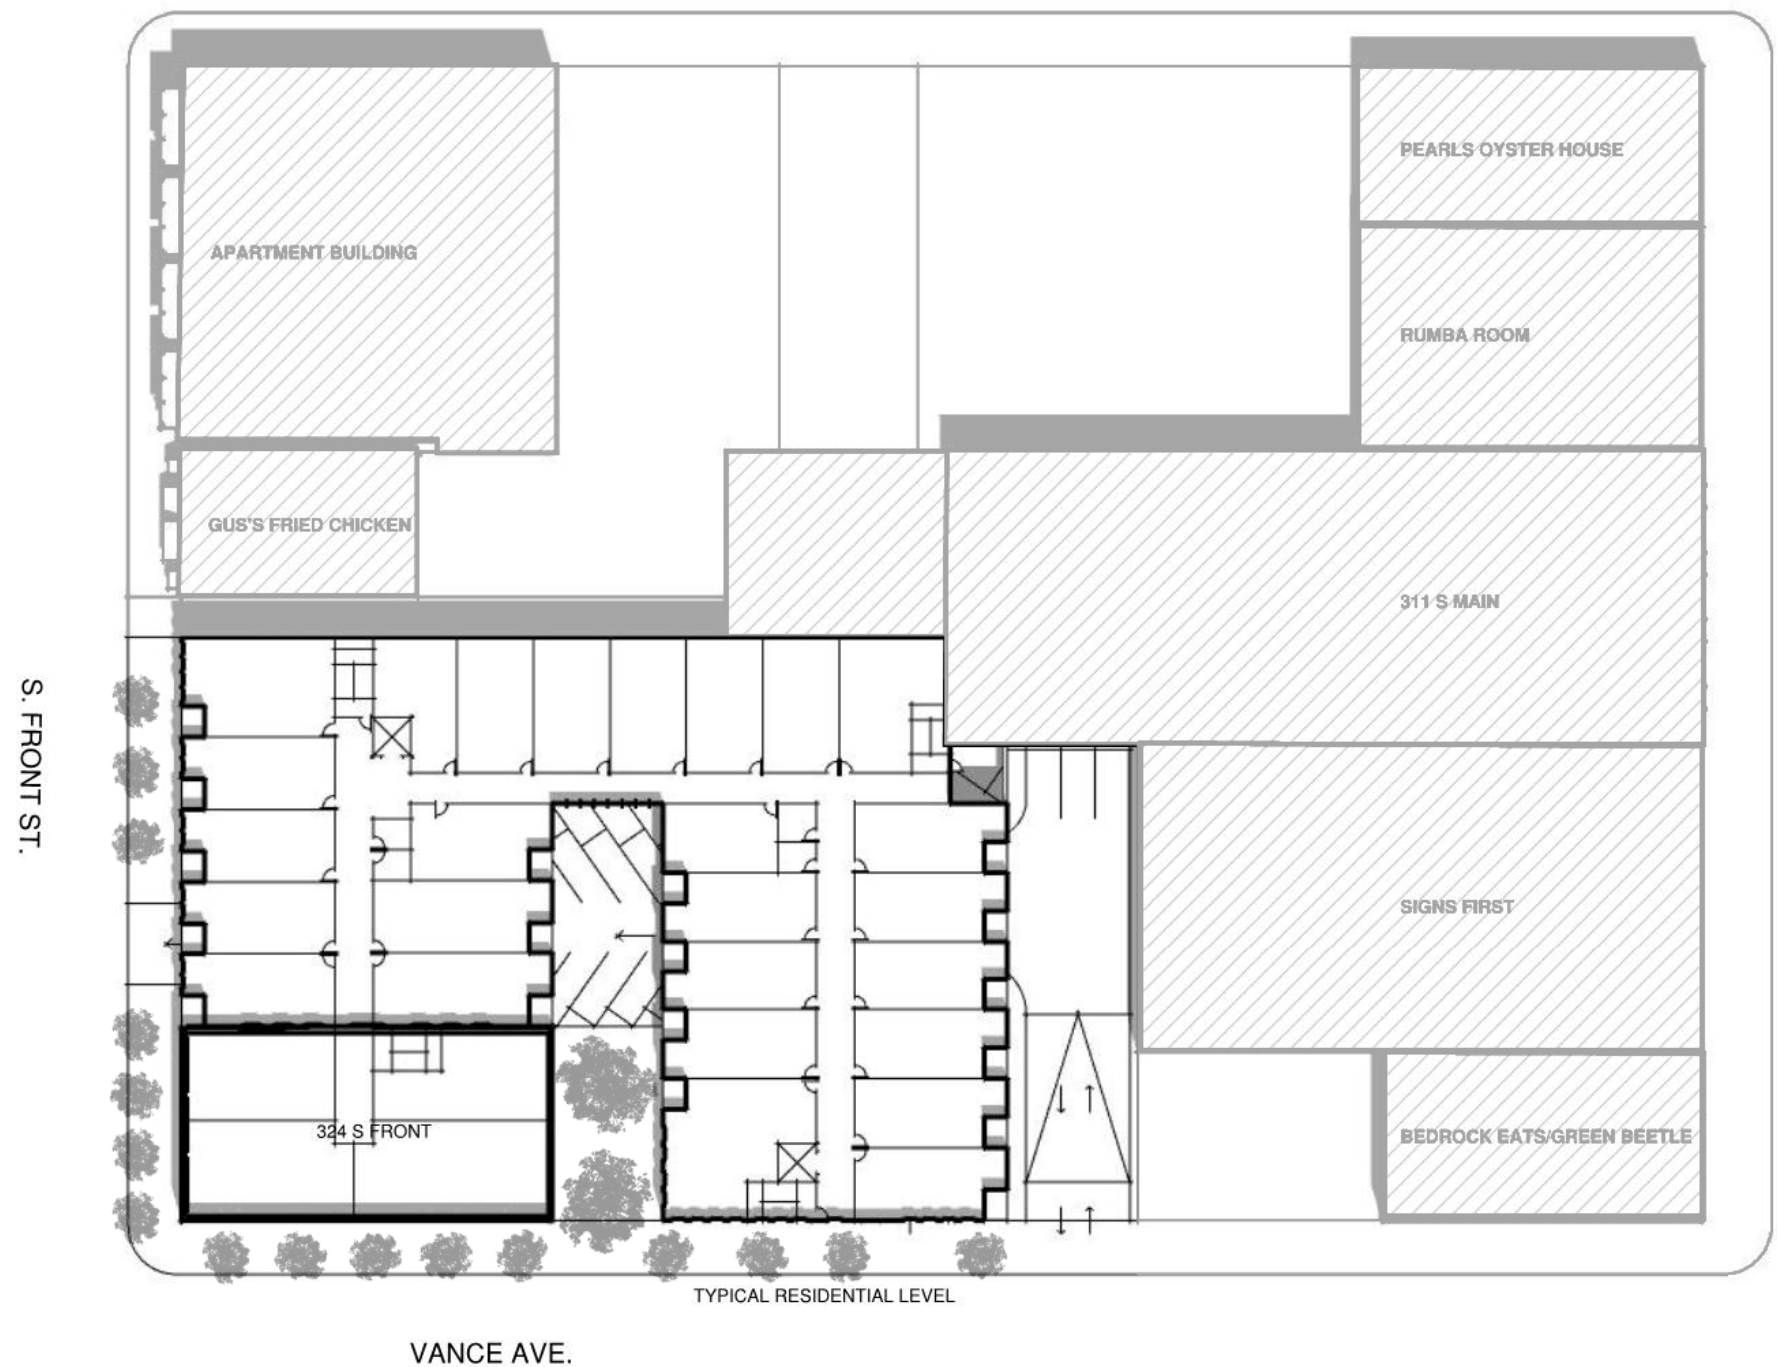 PEARLS OYSTER HOUSE
APARTMENT BUILDING
RUMBA ROOM
GUS'S FRIED CHICKEN
311 S MAIN
S. FRONT ST.
SIGNS FIRST
324 S FRONT
BEDROCK EATS/GREEN BEETLE
TYPICAL RESIDENTIAL LEVEL
VANCE AVE.